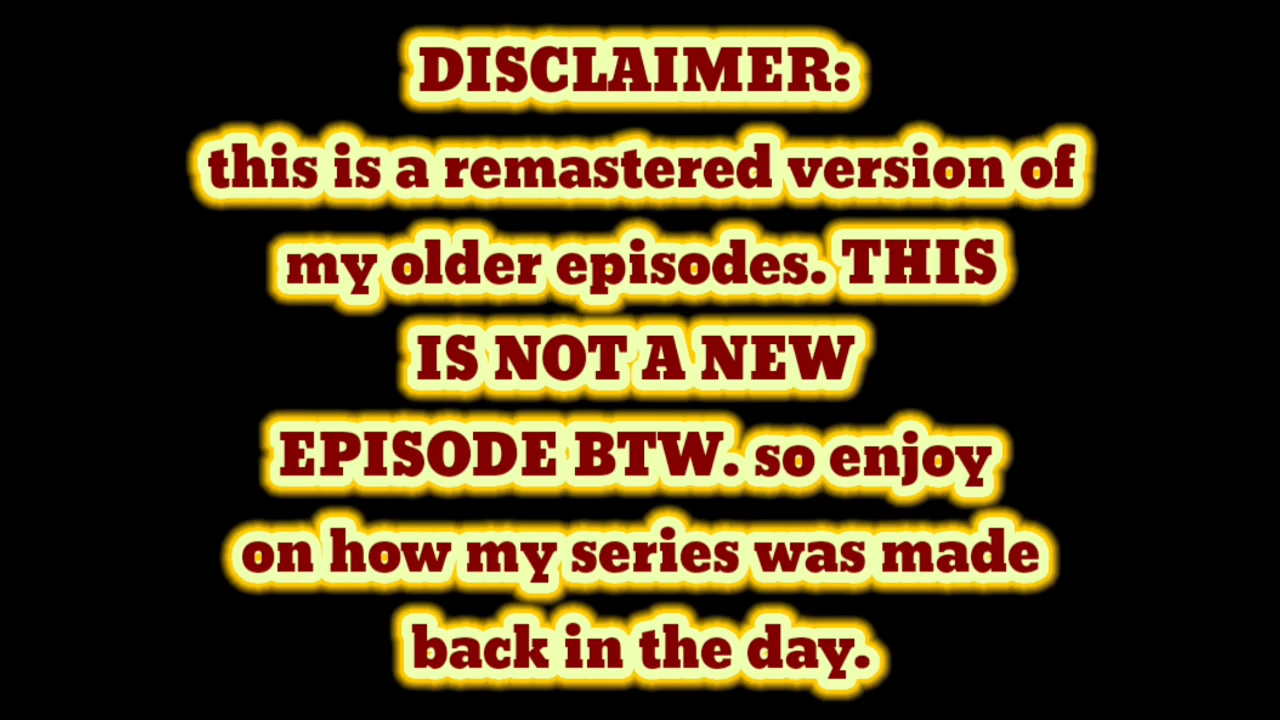 DISCLAIMER:
this is a remastered version of
my older episodes. THIS
IS NOT A NEW
EPISODE BTW. so enjoy
on how my series was made
back in the day.